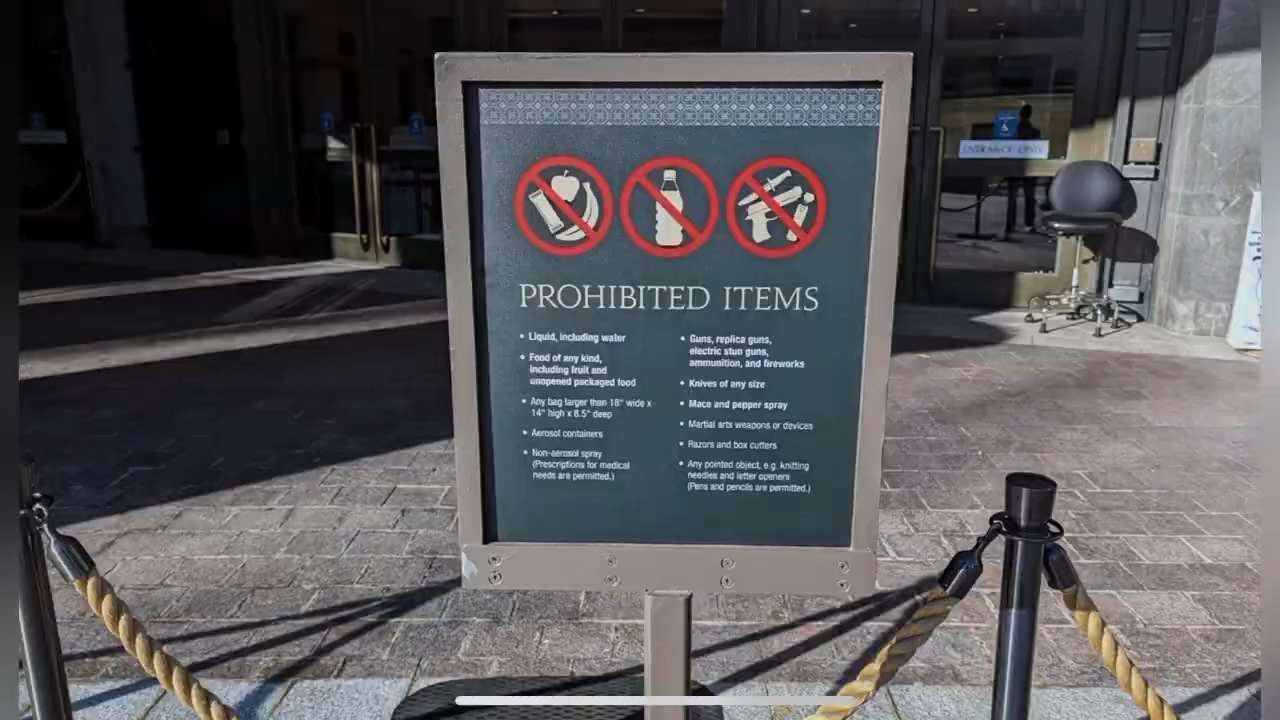 PROHIBITED ITEMS
• Liquid, including water
• Food of any kind,
including fruit and
unopened packaged food
• Any bag larger than 18" wide x
14" high x 8.5" deep
• Aerosol containers
• Non-aerosol spray
(Prescriptions for medical
needs are permitted.)
• Guns, replica guns,
electric stun guns,
ammunition, and fireworks
• Knives of any size
• Mace and pepper spray
• Martial arts weapons or devices
• Razors and box cutters
• Any pointed object, e.g. knitting
needles and letter openers
(Pens and pencils are permitted.)
ENTRANCE ONLY